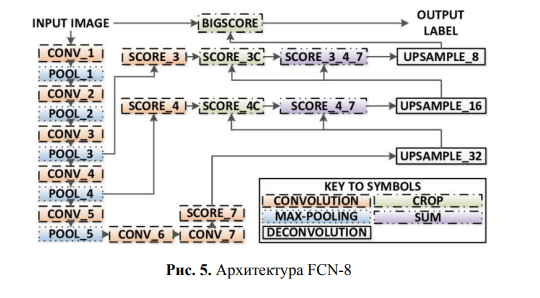 INPUT IMAGE BIGSCORE OUTPUT
LABEL
CONV_1 SCORE_3 SCORE_3C SCORE_3_4_7 UPSAMPLE_8
POOL_1
CONV_2
POOL_2 SCORE_4 SCORE_4C SCORE_4_7 UPSAMPLE_16
CONV_3
POOL_3 UPSAMPLE_32
CONV_4
POOL_4 KEY TO SYMBOLS
CONV_5 SCORE_7 CONVOLUTION CROP
POOL_5 CONV_6 CONV_7 MAX-POOLING SUM
DECONVOLUTION
Рис. 5. Архитектура FCN-8